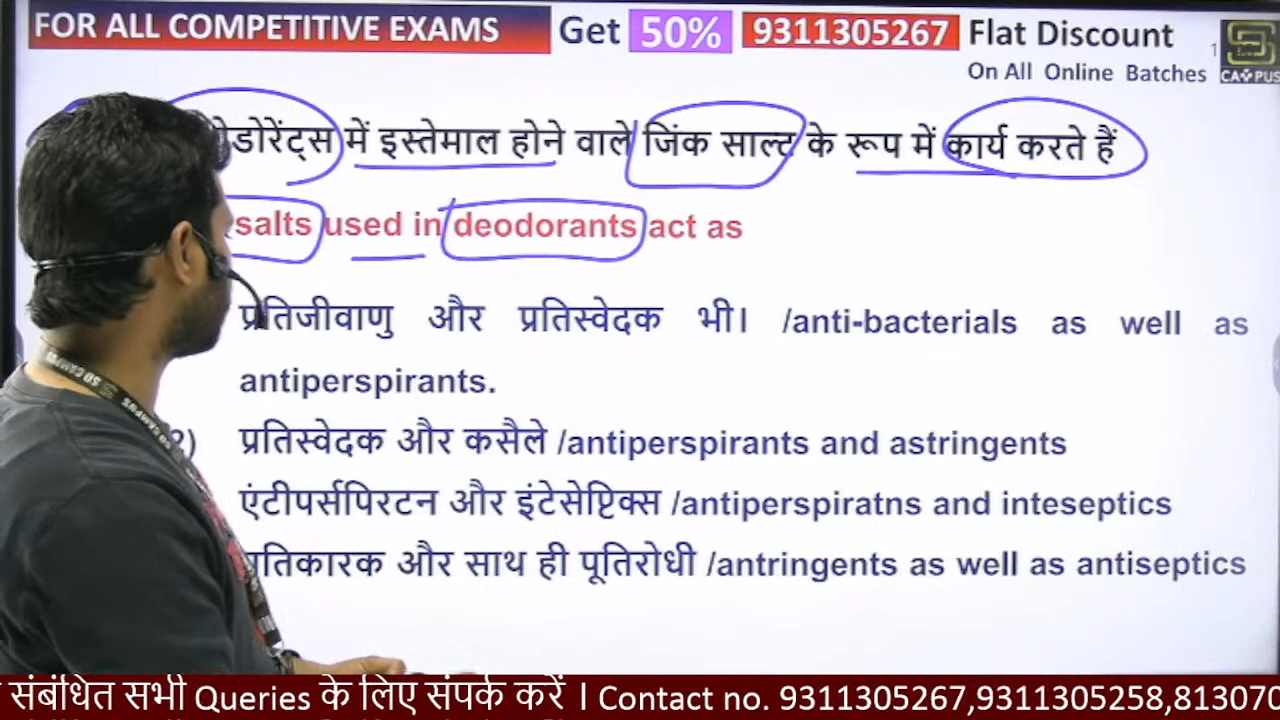 FOR ALL COMPETITIVE EXAMS Get 50% 9311305267 Flat Discount
On All Online Batches
CAMPUS
में इस्तेमाल होने वाले जिंक साल्ट के रूप में कार्य करते हैं
salts used in deodorants act as
प्रतिजीवाणु और प्रतिस्वेदक भी। /anti-bacterials as well as
antiperspirants.
प्रतिस्वेदक और कसैले /antiperspirants and astringents
एंटीपर्सपिरटन और इंटेसेप्टिक्स /antiperspiratns and inteseptics
और साथ ही पूतिरोधी /antringents as well as antiseptics
SD CAMPUS
संबंधित सभी Queries के लिए संपर्क करें । Contact no. 9311305267,9311305258,813070